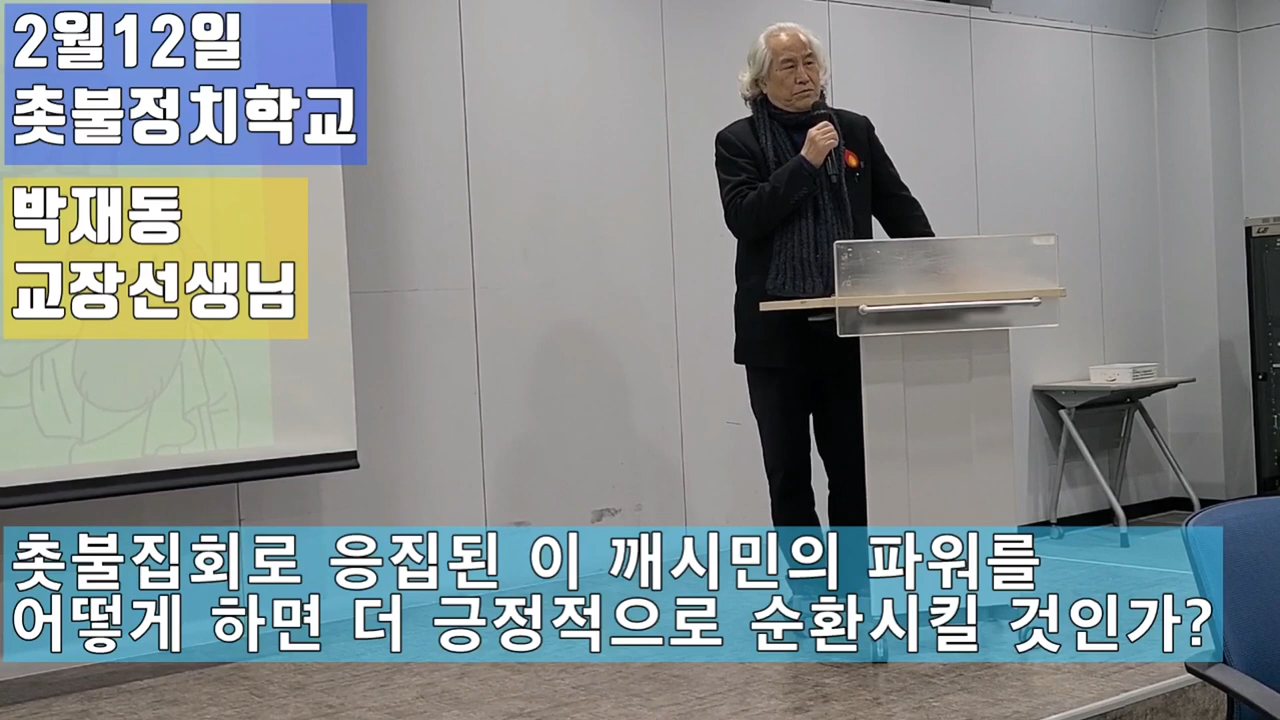 2월12일
촛불정치학교
박재동
교장선생님
촛불집회로 응집된 이 깨시민의 파워를
어떻게 하면 더 긍정적으로 순환시킬 것인가?